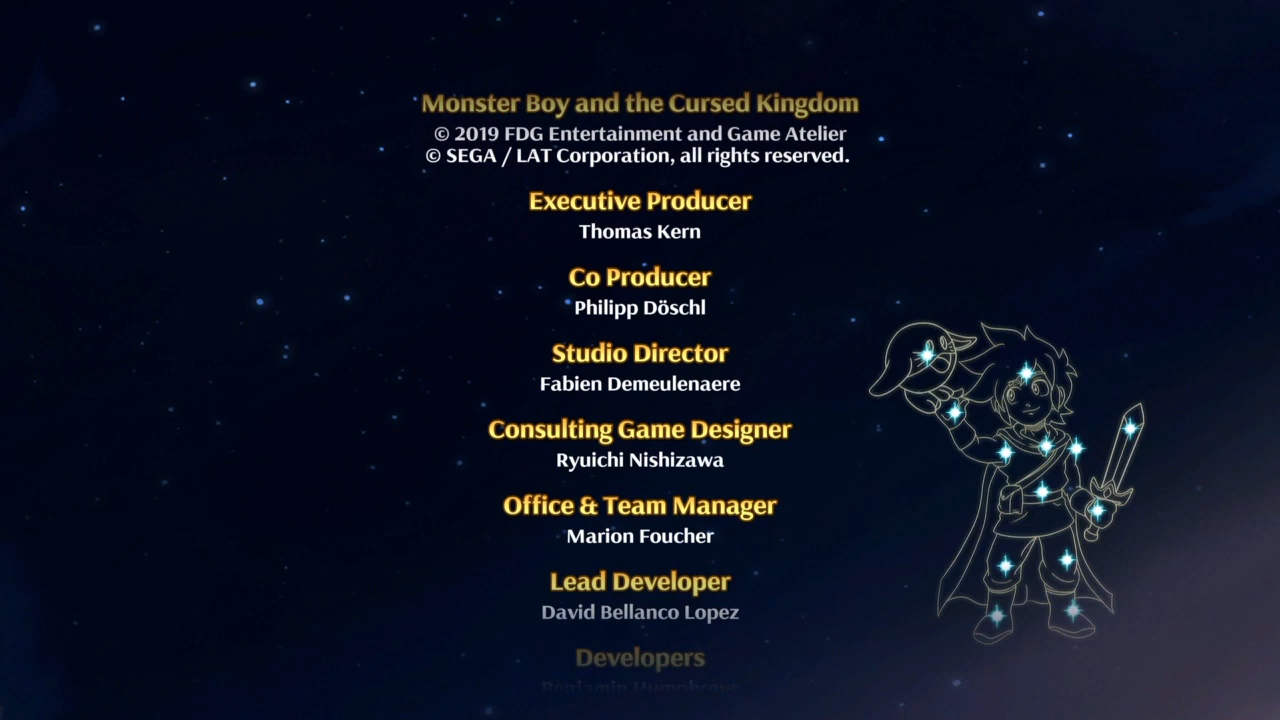 Monster Boy and the Cursed Kingdom
© 2019 FDG Entertainment and Game Atelier
© SEGA / LAT Corporation, all rights reserved.
Executive Producer
Thomas Kern
Co Producer
Philipp Döschl
Studio Director
Fabien Demeulenaere
Consulting Game Designer
Ryuichi Nishizawa
Office & Team Manager
Marion Foucher
Lead Developer
David Bellanco Lopez
Developers
Benjamin